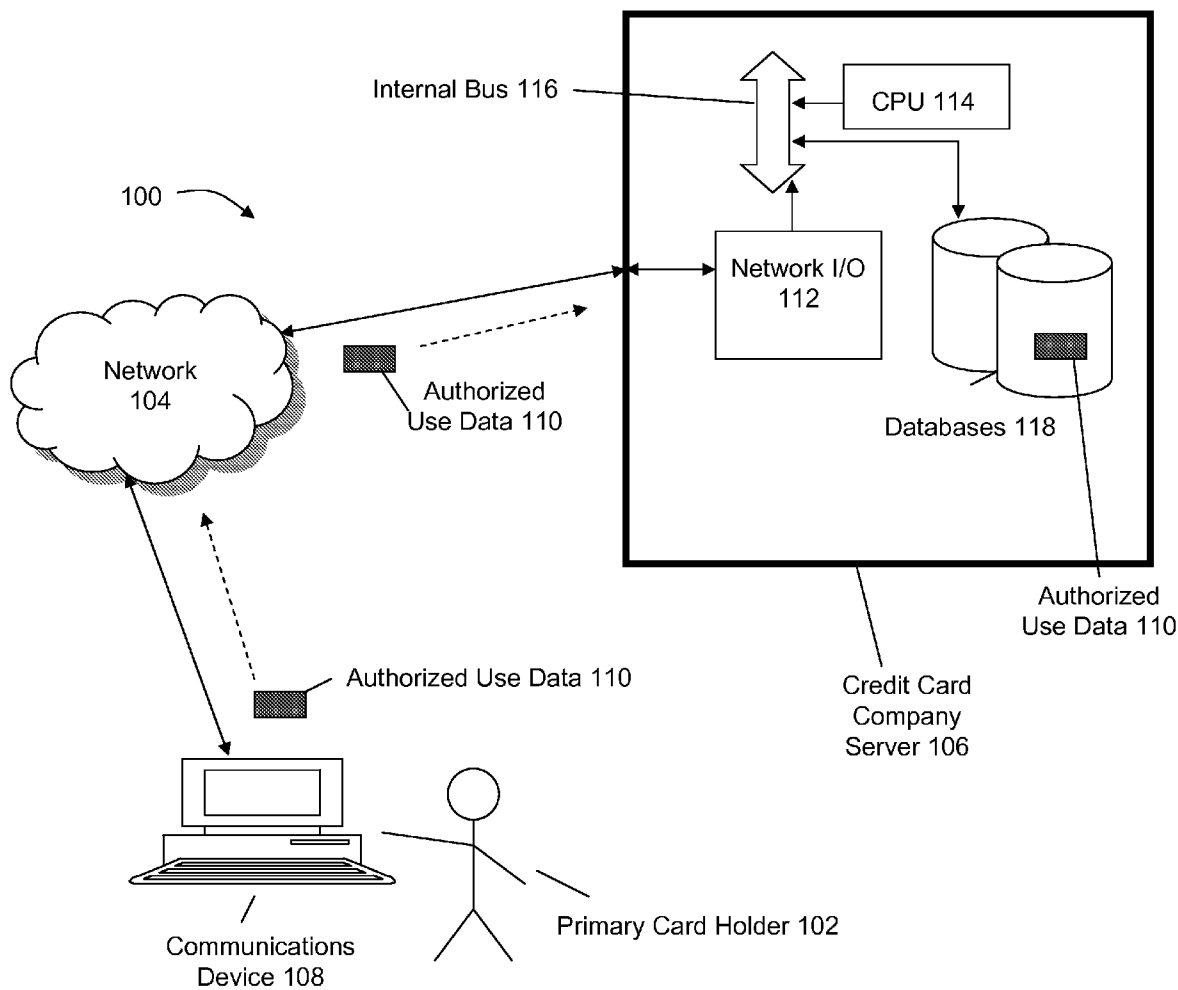 Internal Bus 116
CPU 114
100
Network I/O
112
Network
104
Authorized
Use Data 110
Databases 118
Authorized
Use Data 110
Authorized Use Data 110
Credit Card
Company
Server 106
Primary Card Holder 102
Communications
Device 108